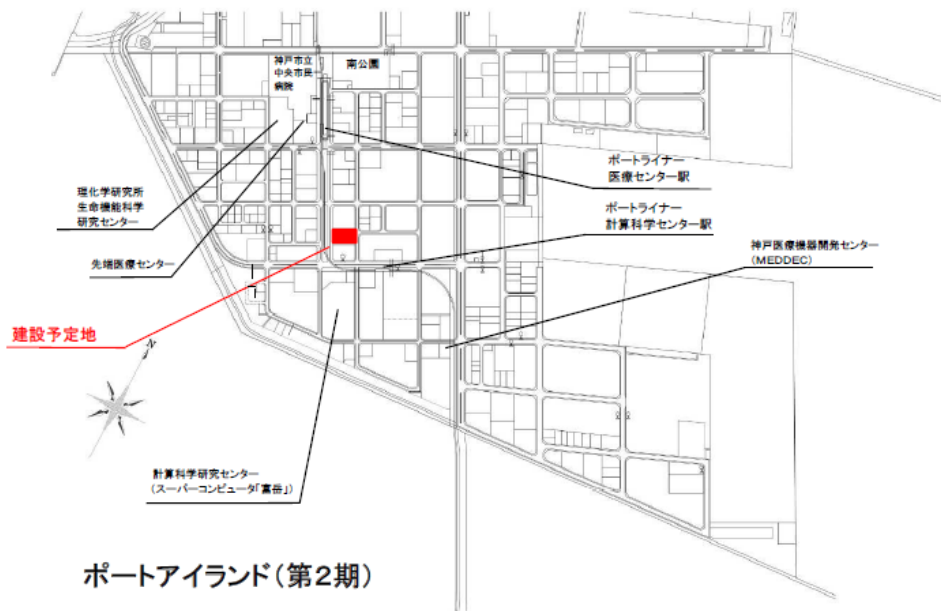 神戸市立
中央市民
病院
南公園
ポートライナー
医療センター駅
理化学研究所
生命機能科学
研究センター
ポートライナー
計算科学センター駅
神戸医療機器開発センター
(MEDDEC)
先端医療センター
建設予定地
N
計算科学研究センター
(スーパーコンピュータ「富岳」)
ポートアイランド(第2期)